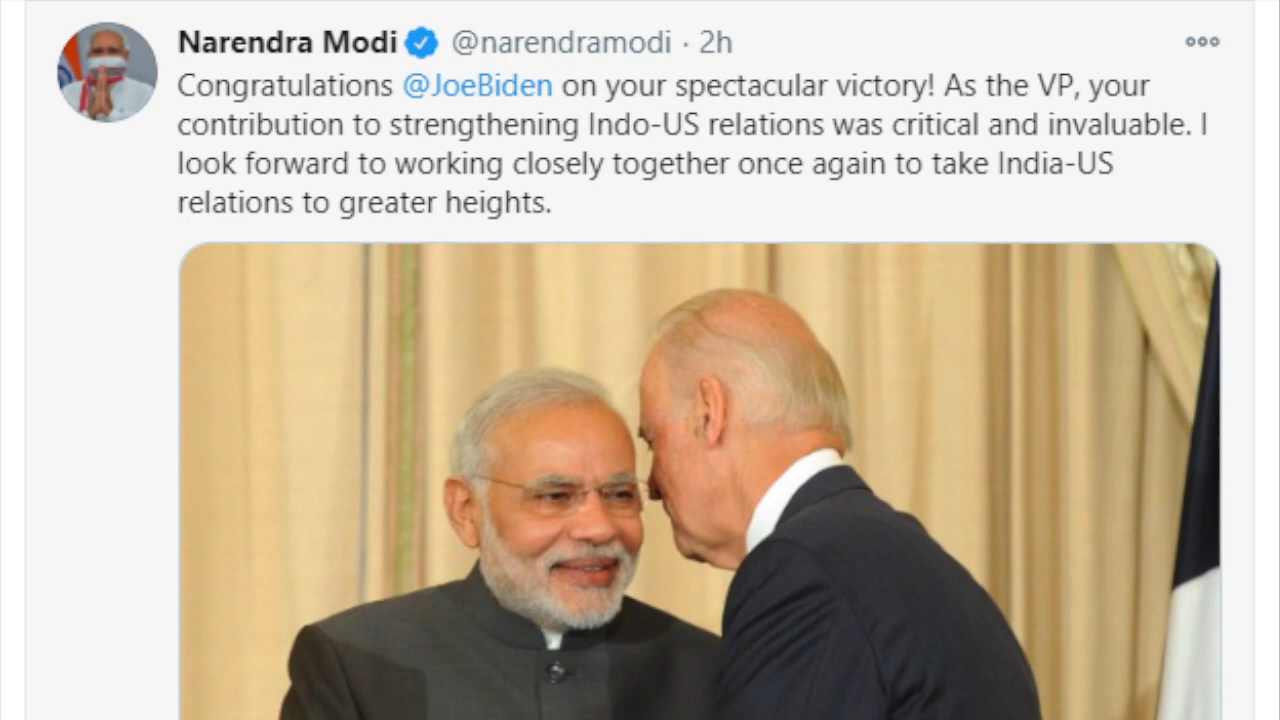 Narendra Modi @narendramodi · 2h
Congratulations @JoeBiden on your spectacular victory! As the VP, your
contribution to strengthening Indo-US relations was critical and invaluable. I
look forward to working closely together once again to take India-US
relations to greater heights.